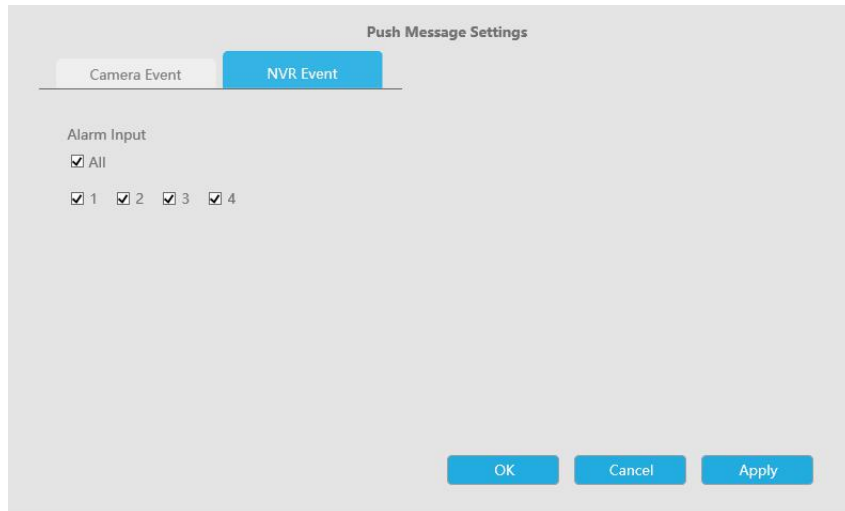 Push Message Settings
Camera Event NVR Event
Alarm Input
All
1 2 3 4
OK Cancel Apply